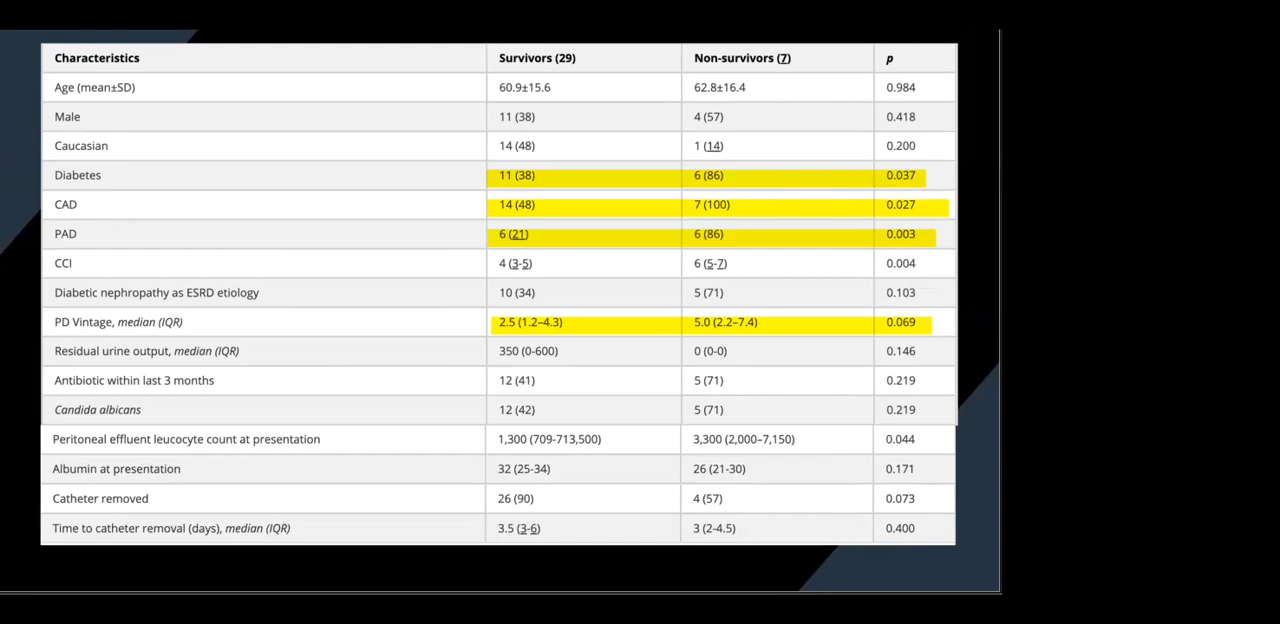 Characteristics Survivors (29) Non-survivors (7) p
Age (mean±SD) 60.9±15.6 62.8±16.4 0.984
Male 11 (38) 4 (57) 0.418
Caucasian 14 (48) 1 (14) 0.200
Diabetes 11 (38) 6 (86) 0.037
CAD 14 (48) 7 (100) 0.027
PAD 6 (21) 6 (86) 0.003
CCI 4 (3-5) 6 (5-7) 0.004
Diabetic nephropathy as ESRD etiology 10 (34) 5 (71) 0.103
PD Vintage, median (IQR) 2.5 (1.2–4.3) 5.0 (2.2–7.4) 0.069
Residual urine output, median (IQR) 350 (0-600) 0 (0-0) 0.146
Antibiotic within last 3 months 12 (41) 5 (71) 0.219
Candida albicans 12 (42) 5 (71) 0.219
Peritoneal effluent leucocyte count at presentation 1,300 (709-713,500) 3,300 (2,000–7,150) 0.044
Albumin at presentation 32 (25-34) 26 (21-30) 0.171
Catheter removed 26 (90) 4 (57) 0.073
Time to catheter removal (days), median (IQR) 3.5 (3-6) 3 (2-4.5) 0.400